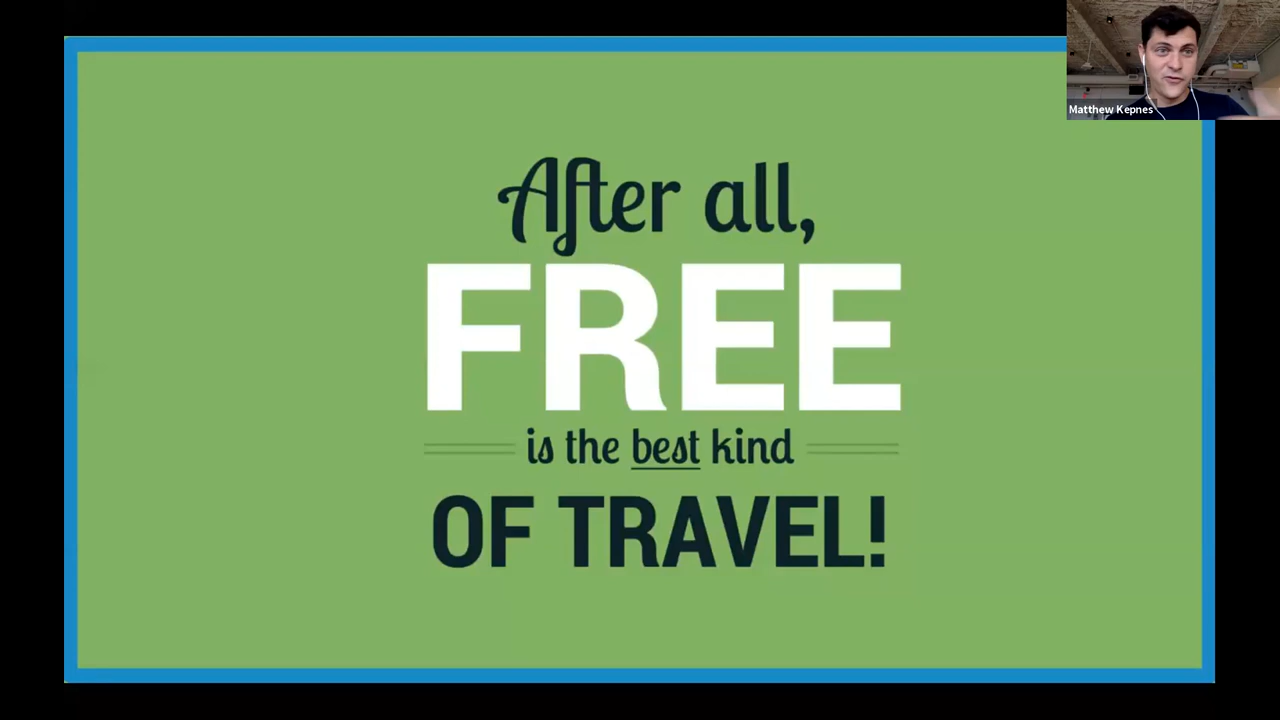 After all,
FREE
is the best kind
OF TRAVEL!
Matthew Kepnes